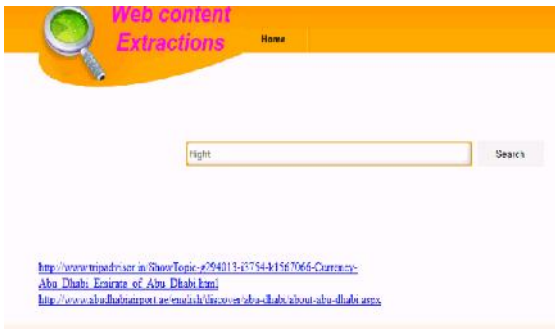 Web content
Extractions
Home
flight
Search
http://www.tripadvisor.in/ShowTopic-g294013-i3754-k1567066-Currency-
Abu_Dhabi_Emirate_of_Abu_Dhabi.html
http://www.abudhabiairport.ae/english/discover/abu-dhabi/about-abu-dhabi.aspx